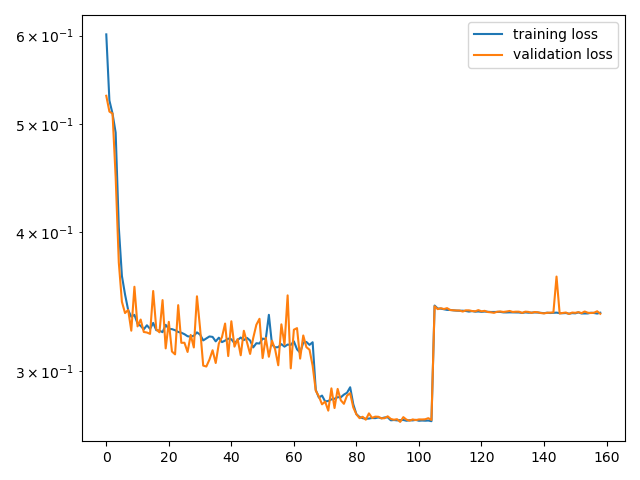 training loss
validation loss
6 × 10⁻¹
5 × 10⁻¹
4 × 10⁻¹
3 × 10⁻¹
0 20 40 60 80 100 120 140 160